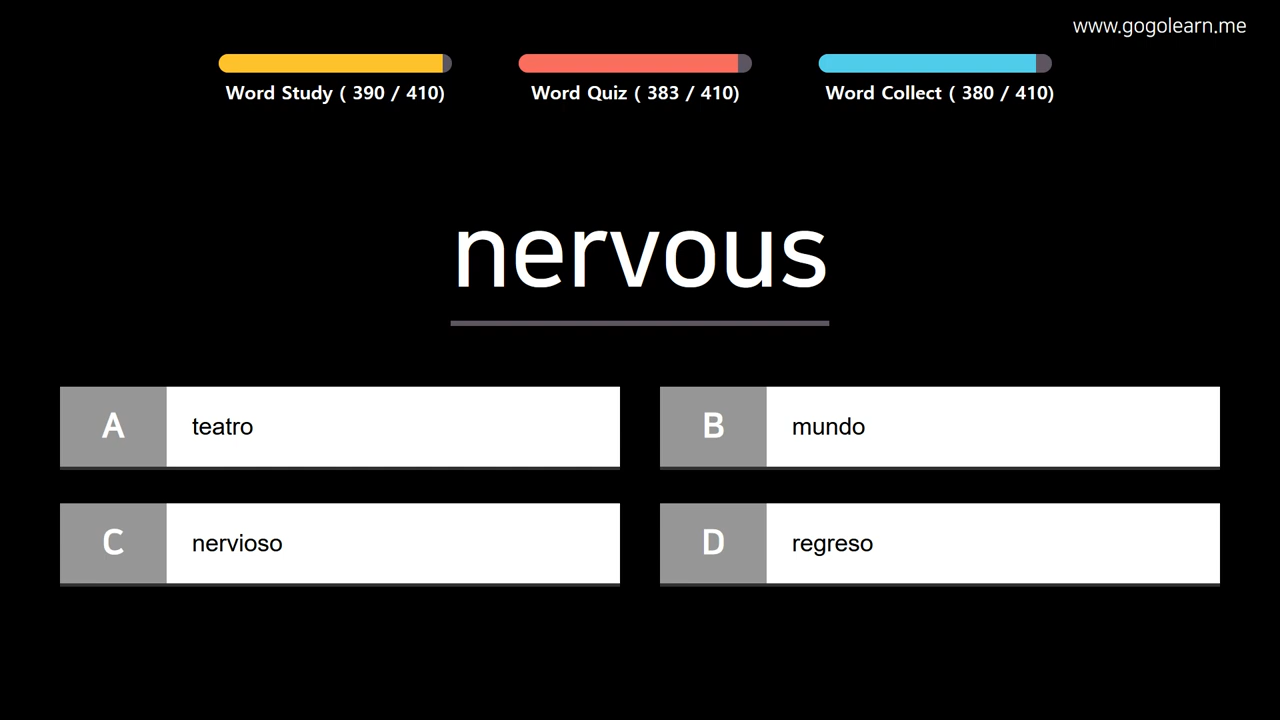 www.gogolearn.me
Word Study ( 390 / 410)
Word Quiz ( 383 / 410)
Word Collect ( 380 / 410)
nervous
A teatro
B mundo
C nervioso
D regreso